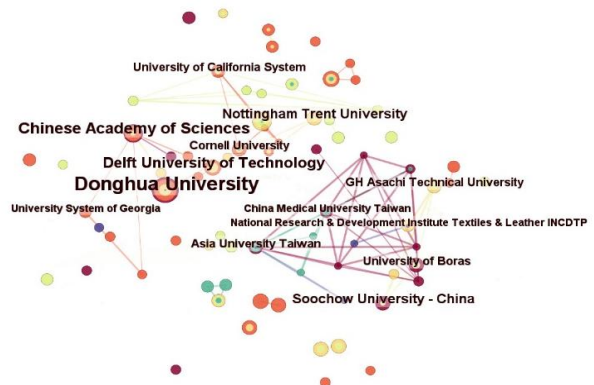 University of California System
Nottingham Trent University
Chinese Academy of Sciences
Cornell University
Delft University of Technology
Donghua University
GH Asachi Technical University
University System of Georgia
China Medical University Taiwan
National Research & Development Institute Textiles & Leather INCDTP
Asia University Taiwan
University of Boras
Soochow University - China